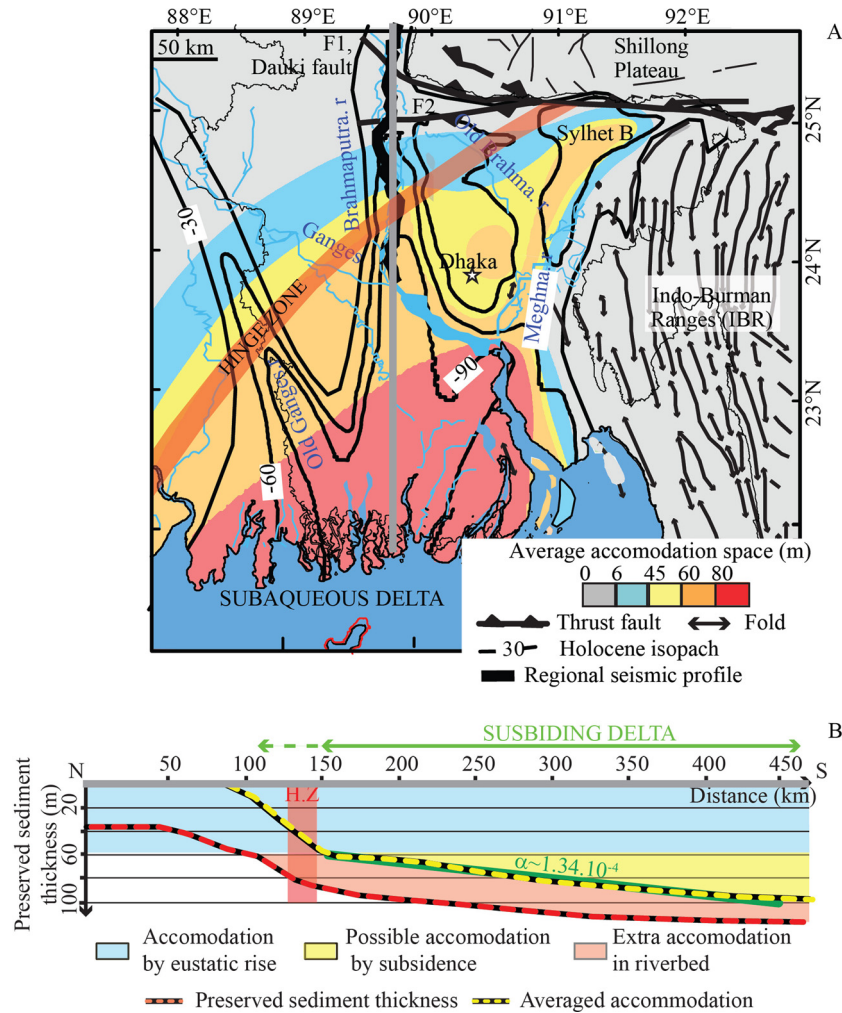 88°E 89°E 90°E 91°E 92°E
A
50 km
F1,
Dauki fault
Shillong
Plateau
F2
25°N
Sylhet B
Old Brahma. r
Brahmaputra. r
-30
Ganges
24°N
Dhaka
Meghna. r
Indo-Burman
Ranges (IBR)
HINGEZONE
-90
23°N
Old Ganges. r
-60
Average accomodation space (m)
0 6 45 60 80
SUBAQUEOUS DELTA
Thrust fault Fold
30 Holocene isopach
Regional seismic profile
B
SUSBIDING DELTA
N 50 100 150 200 250 300 350 400 450 S
H.Z Distance (km)
Preserved sediment
thickness (m)
20
60
100
α~1.34.10⁻⁴
Accomodation
by eustatic rise
Possible accomodation
by subsidence
Extra accomodation
in riverbed
Preserved sediment thickness Averaged accommodation